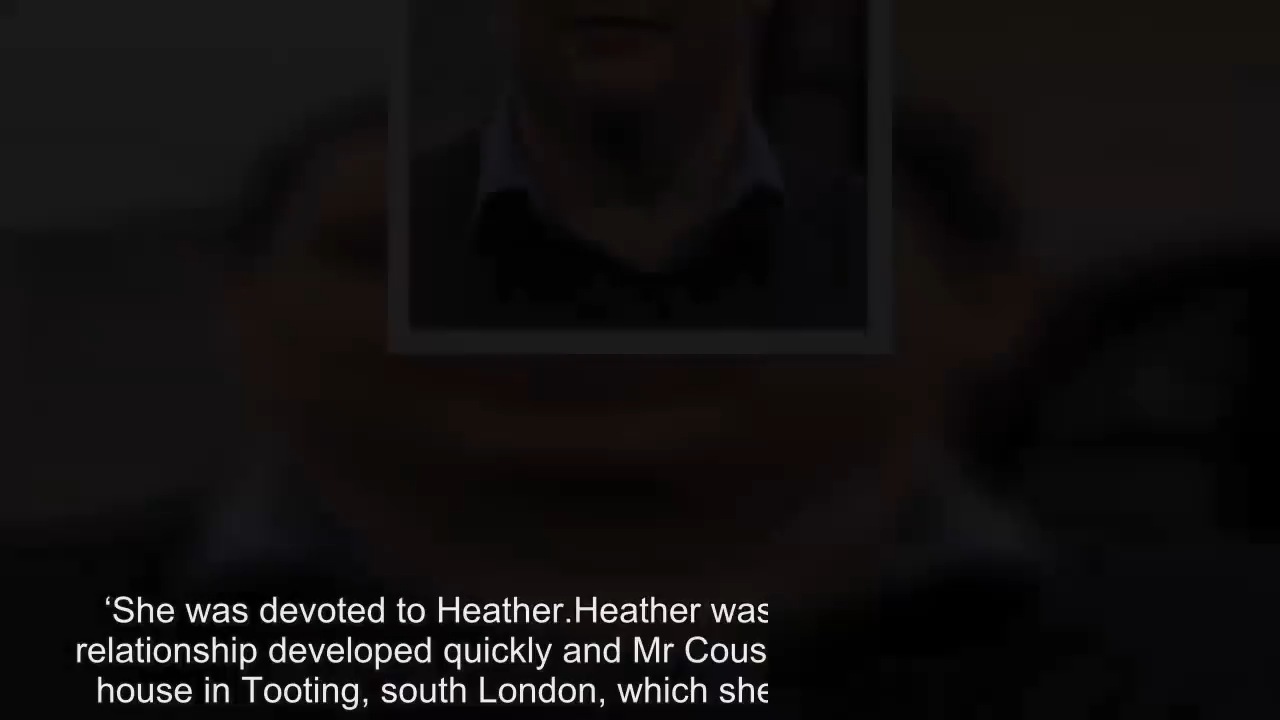 ‘She was devoted to Heather.Heather was
relationship developed quickly and Mr Cous
house in Tooting, south London, which she